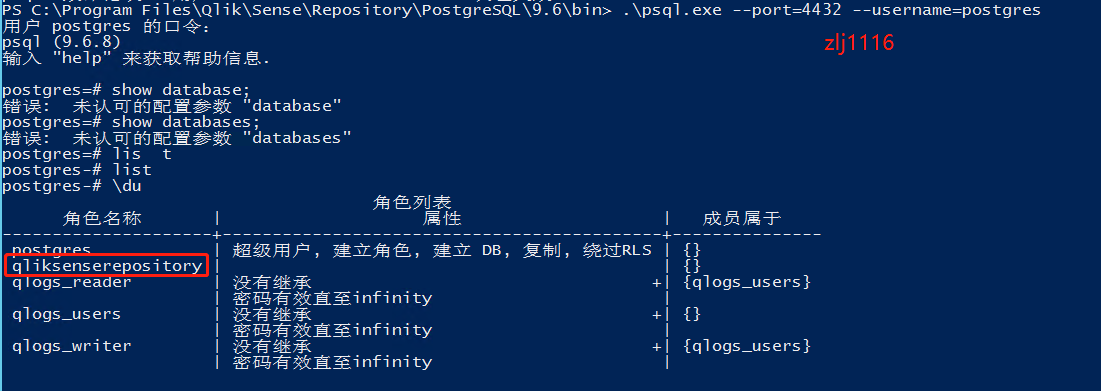 PS C:\Program Files\Qlik\Sense\Repository\PostgreSQL\9.6\bin> .\psql.exe --port=4432 --username=postgres
用户 postgres 的口令:
psql (9.6.8)
zlj1116
输入 "help" 来获取帮助信息.
postgres=# show database;
错误: 未认可的配置参数 "database"
postgres=# show databases;
错误: 未认可的配置参数 "databases"
postgres=# lis t
postgres-# list
postgres-# \du
角色列表
角色名称 | 属性 | 成员属于
---------------------+--------------------------------------------+---------------
postgres | 超级用户, 建立角色, 建立 DB, 复制, 绕过RLS | {}
qliksenserepository | | {}
qlogs_reader | 没有继承 +| {qlogs_users}
| 密码有效直至infinity |
qlogs_users | 没有继承 +| {}
| 密码有效直至infinity |
qlogs_writer | 没有继承 +| {qlogs_users}
| 密码有效直至infinity |